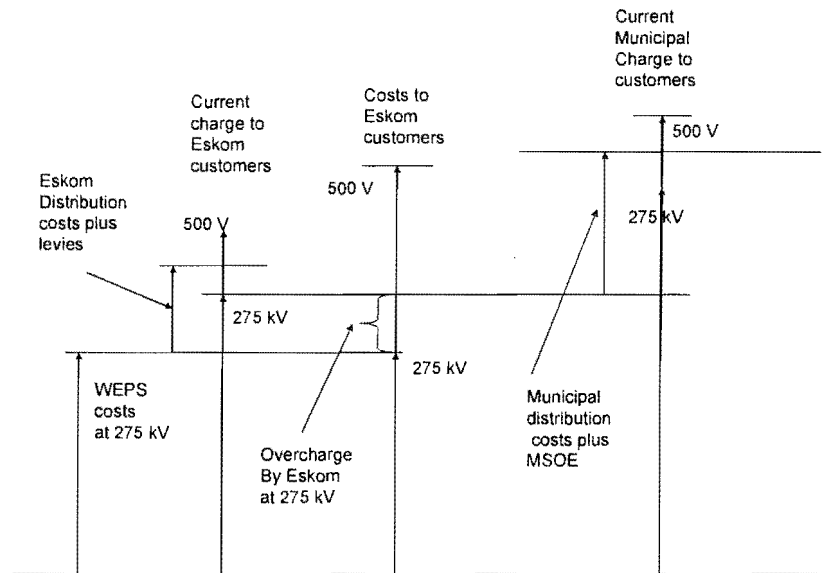 Current
Municipal
Charge to
customers
Current
charge to
Eskom
customers
Costs to
Eskom
customers
500 V
Eskom
Distribution
costs plus
levies
500 V
500 V
275 kV
275 kV
275 kV
WEPS
costs
at 275 kV
Overcharge
By Eskom
at 275 kV
Municipal
distribution
costs plus
MSOE